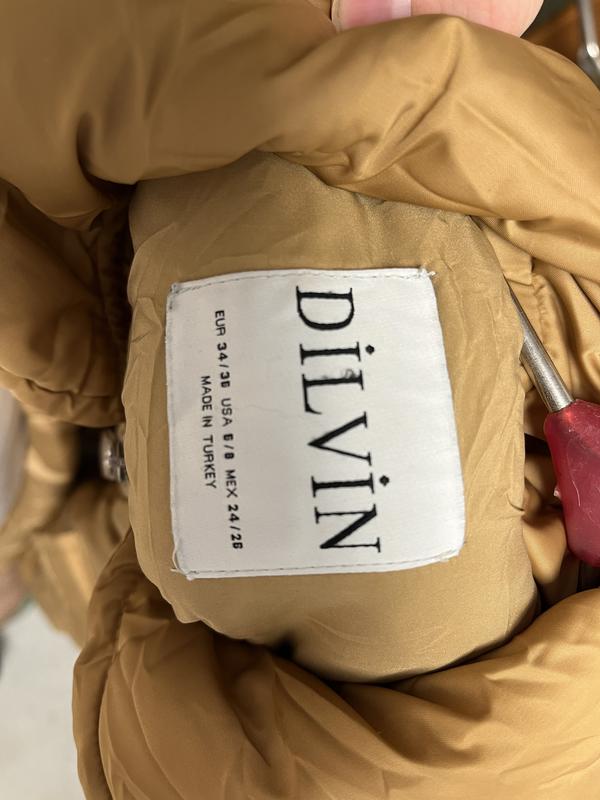 DİLVİN
EUR 34/36 USA 6/8 MEX 24/26
MADE IN TURKEY